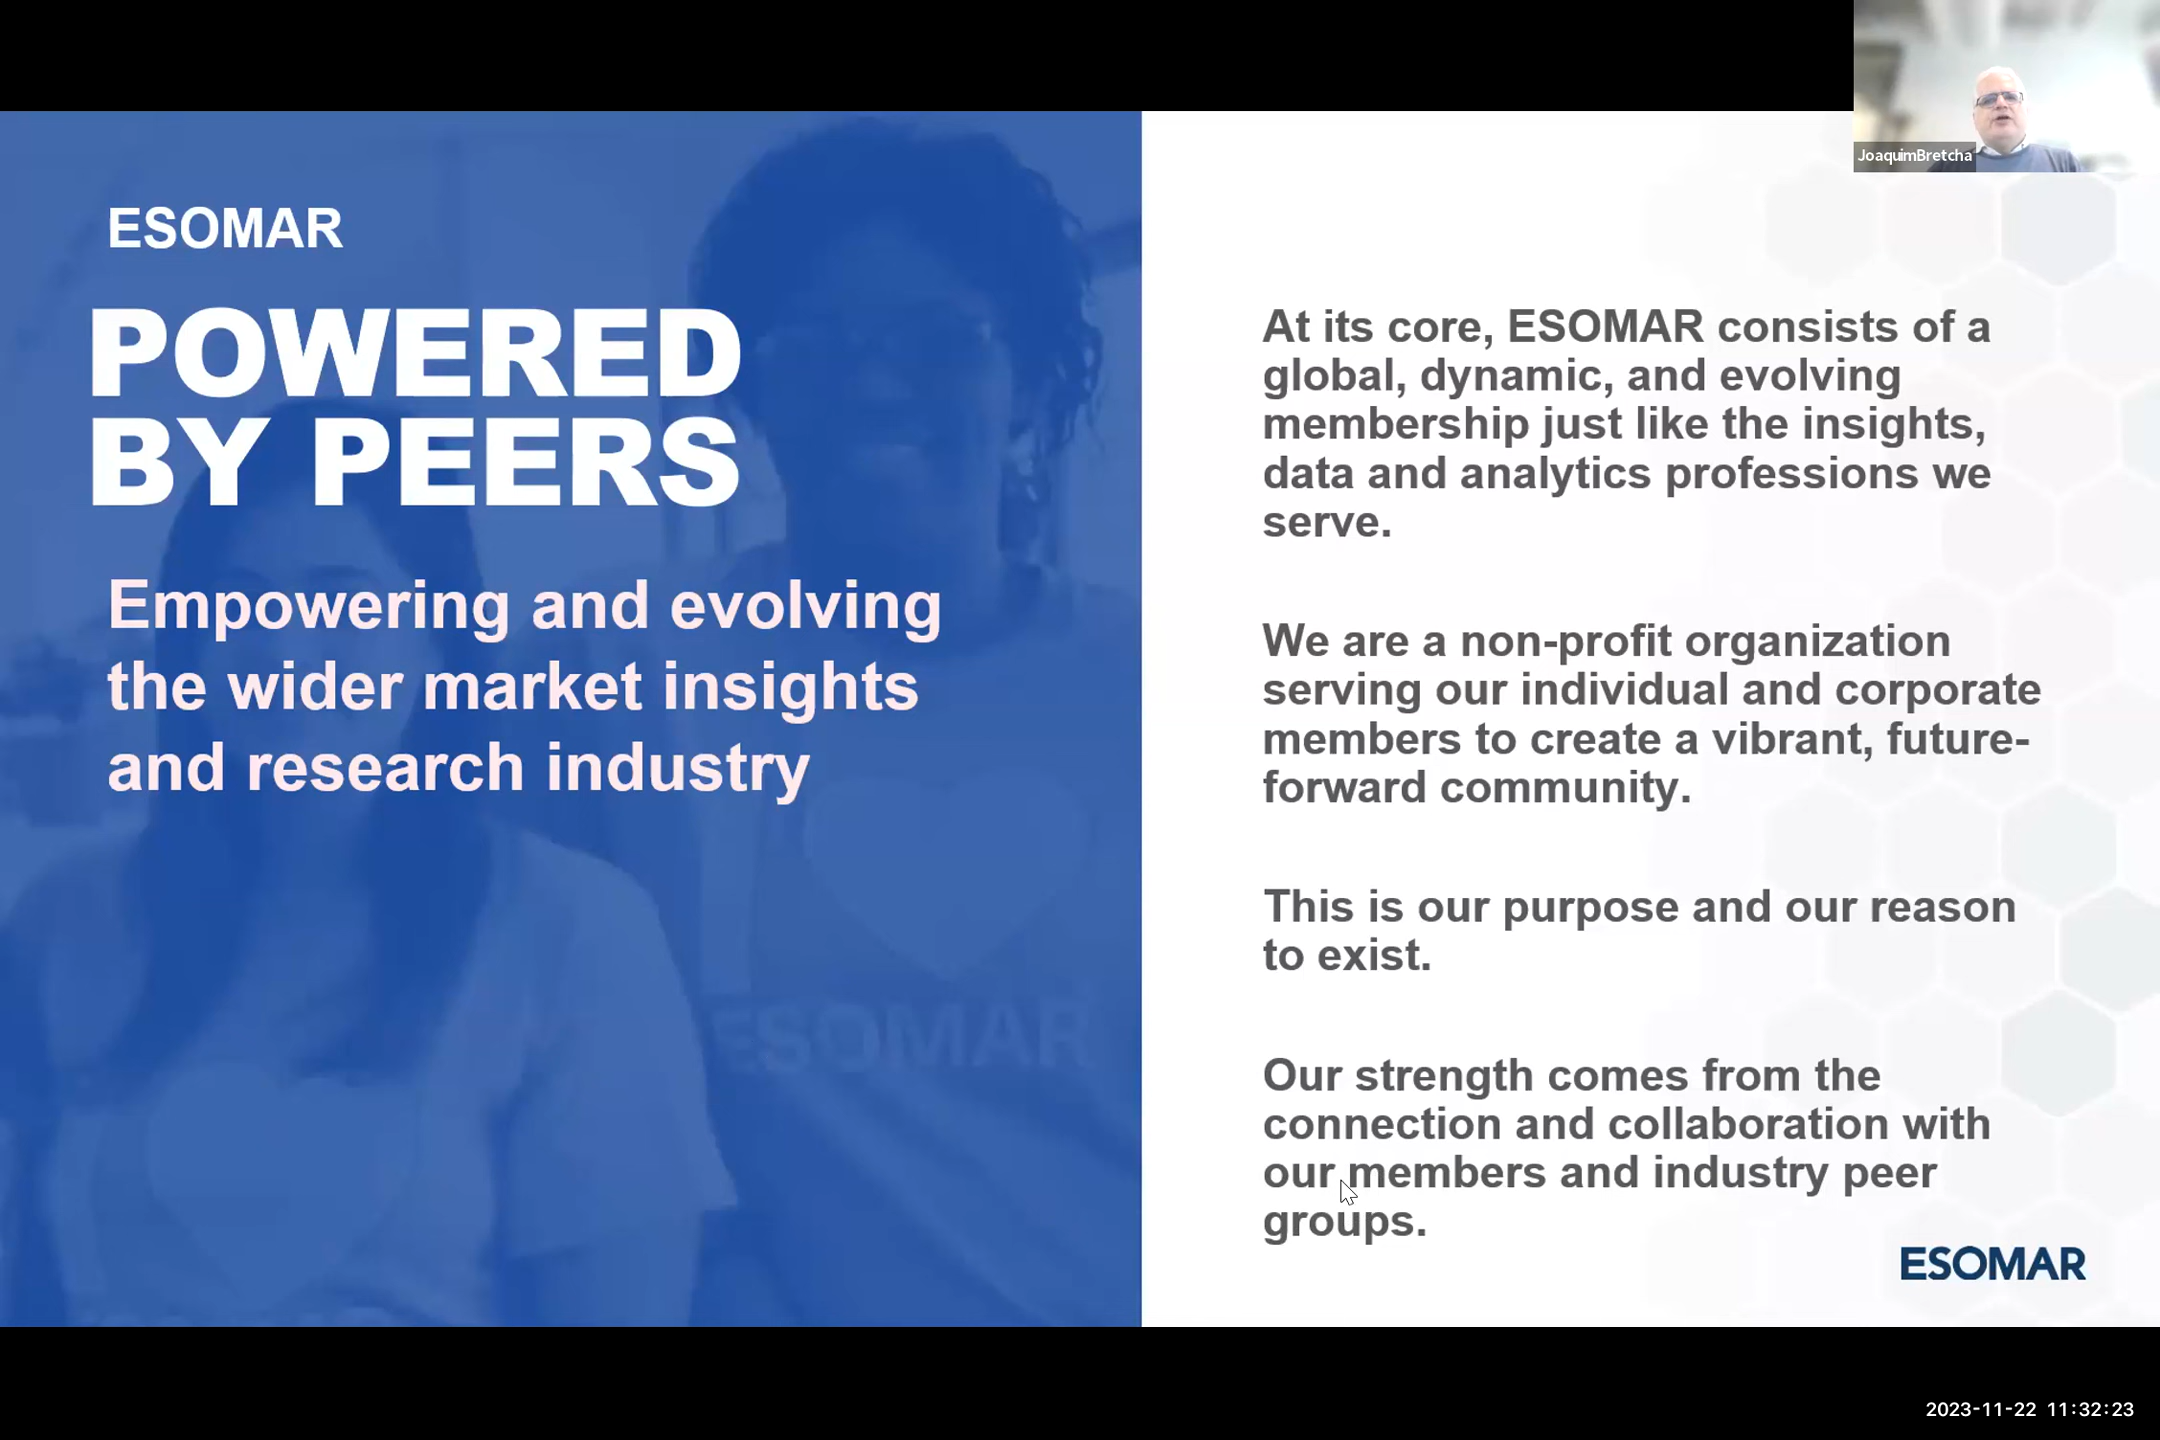 JoaquimBretcha
ESOMAR
POWERED
BY PEERS
Empowering and evolving
the wider market insights
and research industry
ESOMAR
At its core, ESOMAR consists of a
global, dynamic, and evolving
membership just like the insights,
data and analytics professions we
serve.
We are a non-profit organization
serving our individual and corporate
members to create a vibrant, future-
forward community.
This is our purpose and our reason
to exist.
Our strength comes from the
connection and collaboration with
our members and industry peer
groups.
ESOMAR
2023-11-22 11:32:23